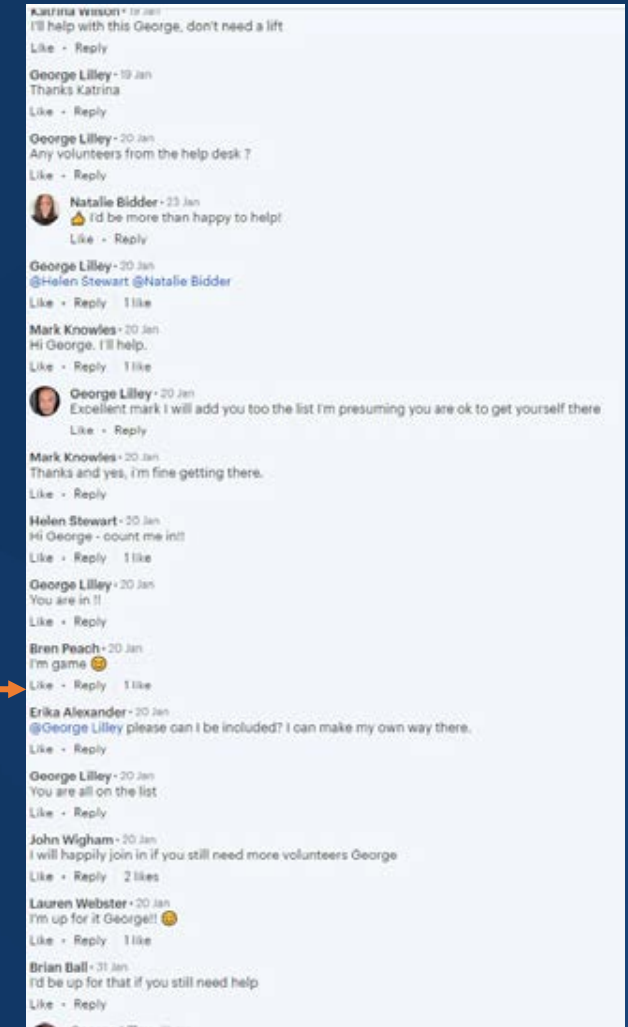 Katrina Wilson • 19 Jan
I'll help with this George, don't need a lift
Like • Reply
George Lilley • 19 Jan
Thanks Katrina
Like • Reply
George Lilley • 20 Jan
Any volunteers from the help desk ?
Like • Reply
Natalie Bidder • 23 Jan
👍 I'd be more than happy to help!
Like • Reply
George Lilley • 20 Jan
@Helen Stewart @Natalie Bidder
Like • Reply 1 like
Mark Knowles • 20 Jan
Hi George. I'll help.
Like • Reply 1 like
George Lilley • 20 Jan
Excellent mark I will add you too the list I'm presuming you are ok to get yourself there
Like • Reply
Mark Knowles • 20 Jan
Thanks and yes, i'm fine getting there.
Like • Reply
Helen Stewart • 20 Jan
Hi George - count me in!!
Like • Reply 1 like
George Lilley • 20 Jan
You are in !!
Like • Reply
Bren Peach • 20 Jan
I'm game 😊
Like • Reply 1 like
Erika Alexander • 20 Jan
@George Lilley please can I be included? I can make my own way there.
Like • Reply
George Lilley • 20 Jan
You are all on the list
Like • Reply
John Wigham • 20 Jan
I will happily join in if you still need more volunteers George
Like • Reply 2 likes
Lauren Webster • 20 Jan
I'm up for it George!! 😊
Like • Reply 1 like
Brian Ball • 31 Jan
I'd be up for that if you still need help
Like • Reply